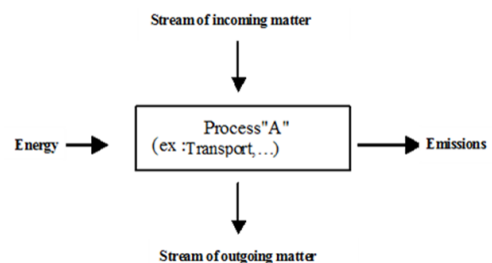 Stream of incoming matter
Process"A"
Energy
(ex :Transport,...)
Emissions
Stream of outgoing matter